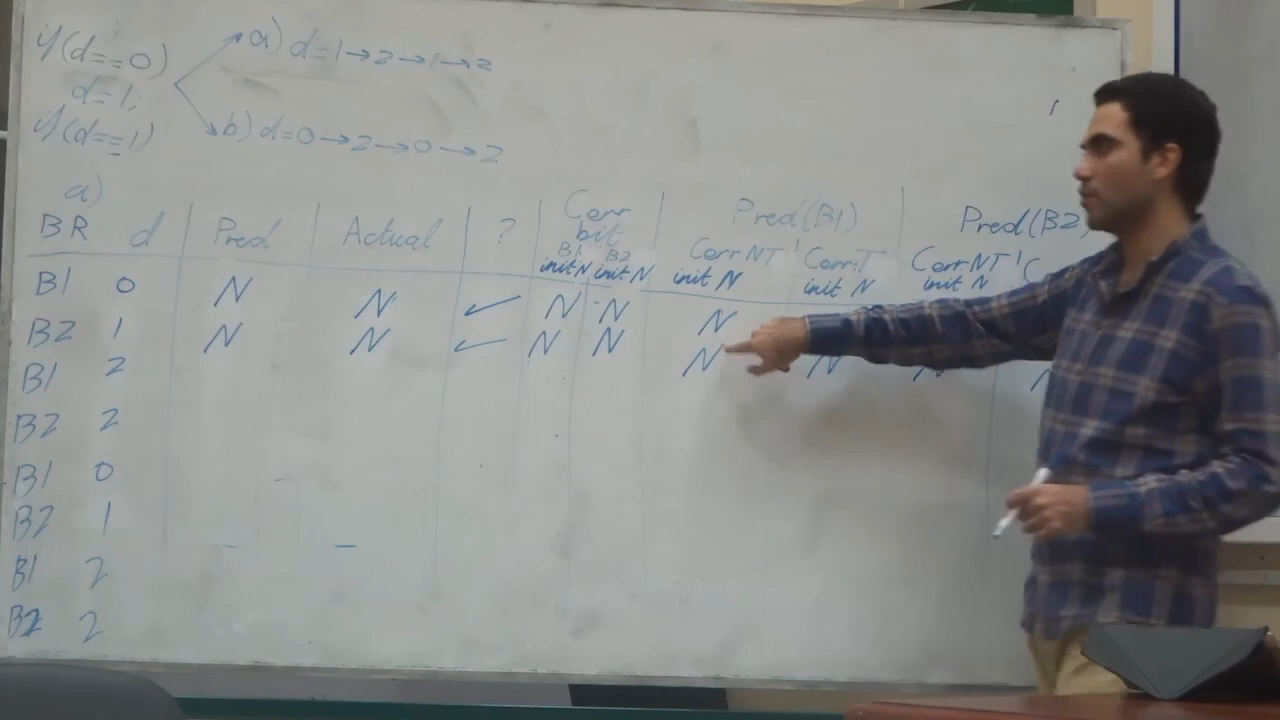 if(d==0)
d=1;
if(d==1)
a) d=1→2→1→2
b) d=0→2→0→2
a)
BR d Pred Actual ? Corr bit Pred(B1) Pred(B2
B1 init N B2 init N Corr NT init N Corr:T init N Corr NT init N C
B1 0 N N ✓ N N N
B2 1 N N ✓ N N N N N N
B1 2
B2 2
B1 0
B2 1
B1 2
B2 2